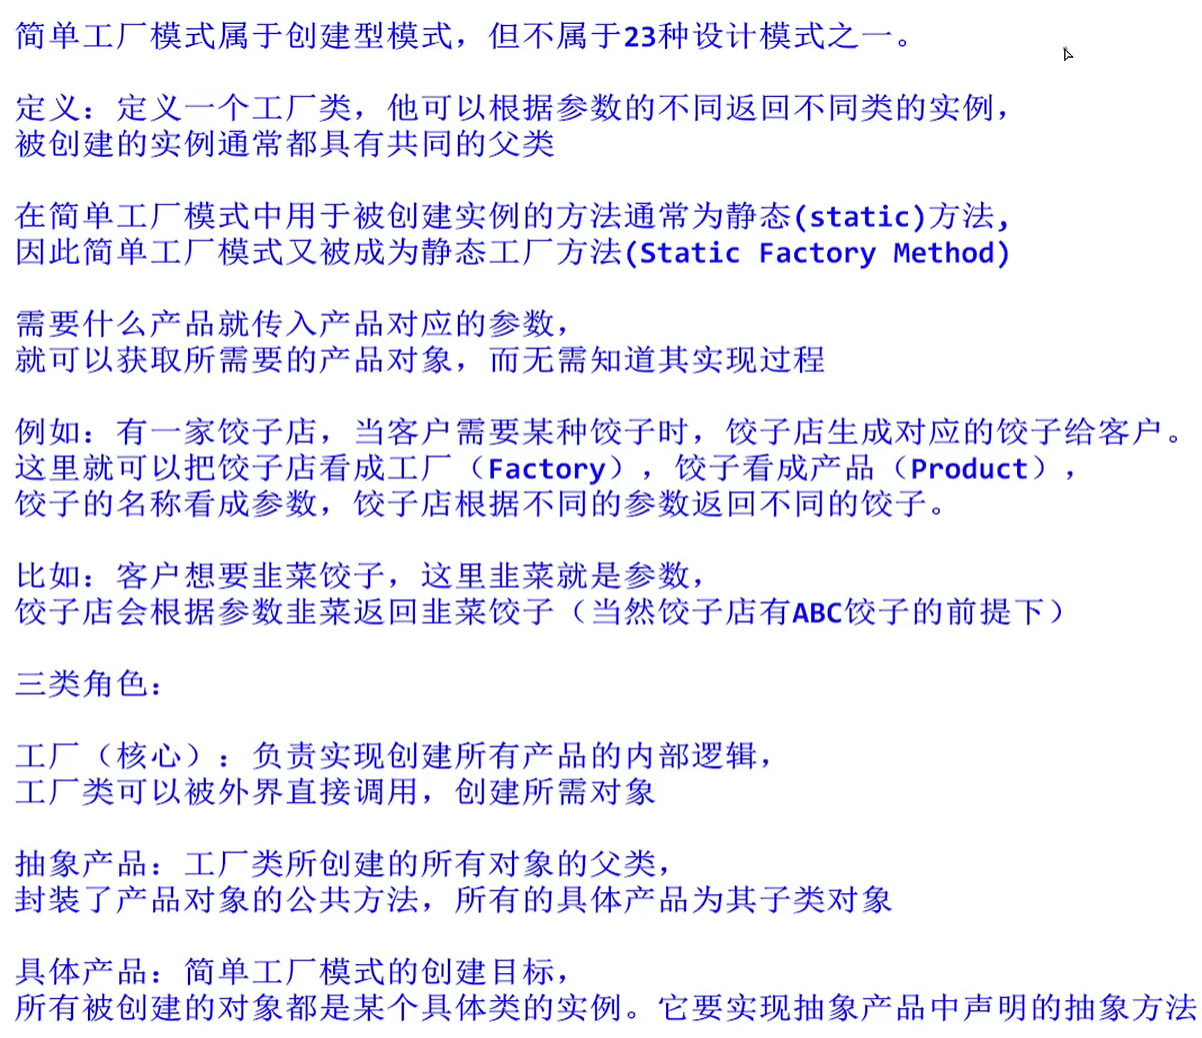 简单工厂模式属于创建型模式，但不属于23种设计模式之一。
定义：定义一个工厂类，他可以根据参数的不同返回不同类的实例，
被创建的实例通常都具有共同的父类
在简单工厂模式中用于被创建实例的方法通常为静态(static)方法,
因此简单工厂模式又被成为静态工厂方法(Static Factory Method)
需要什么产品就传入产品对应的参数，
就可以获取所需要的产品对象，而无需知道其实现过程
例如：有一家饺子店，当客户需要某种饺子时，饺子店生成对应的饺子给客户。
这里就可以把饺子店看成工厂（Factory），饺子看成产品（Product），
饺子的名称看成参数，饺子店根据不同的参数返回不同的饺子。
比如：客户想要韭菜饺子，这里韭菜就是参数，
饺子店会根据参数韭菜返回韭菜饺子（当然饺子店有ABC饺子的前提下）
三类角色：
工厂（核心）：负责实现创建所有产品的内部逻辑，
工厂类可以被外界直接调用，创建所需对象
抽象产品：工厂类所创建的所有对象的父类，
封装了产品对象的公共方法，所有的具体产品为其子类对象
具体产品：简单工厂模式的创建目标，
所有被创建的对象都是某个具体类的实例。它要实现抽象产品中声明的抽象方法